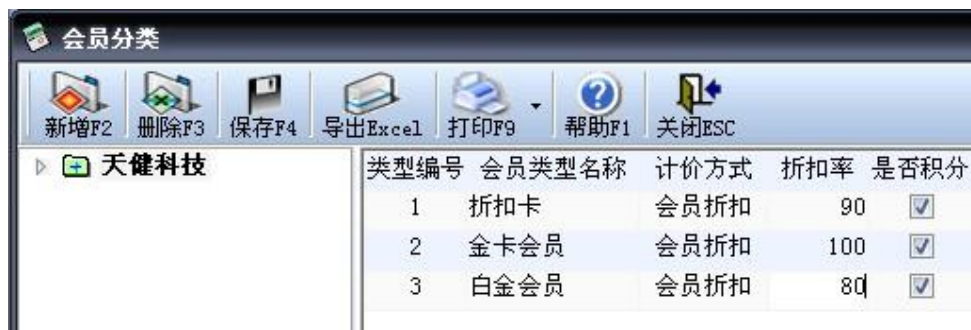 会员分类
新增F2 删除F3 保存F4 导出Excel 打印F9 帮助F1 关闭ESC
天健科技
类型编号 会员类型名称 计价方式 折扣率 是否积分
1 折扣卡 会员折扣 90
2 金卡会员 会员折扣 100
3 白金会员 会员折扣 80